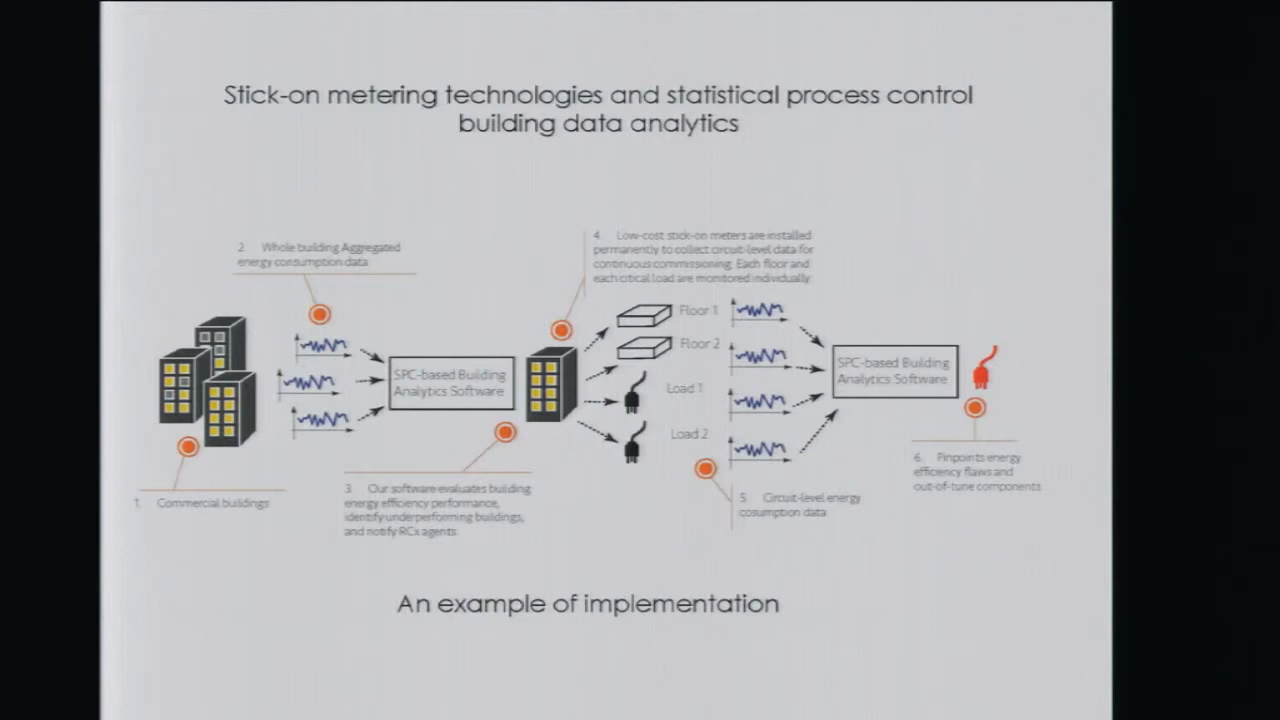 Stick-on metering technologies and statistical process control
building data analytics
2. Whole building Aggregated
energy consumption data
4. Low-cost stick-on meters are installed
permanently to collect circuit-level data for
continuous commissioning. Each floor and
each citical load are monitored individually
Floor 1
Floor 2
Load 1
Load 2
SPC-based Building
Analytics Software
SPC-based Building
Analytics Software
1. Commercial buildings
3. Our software evaluates building
energy efficiency performance,
identify underperforming buildings,
and notify RCx agents.
5. Circuit-level energy
cosumption data
6. Pinpoints energy
efficiency flaws and
out-of-tune components
An example of implementation